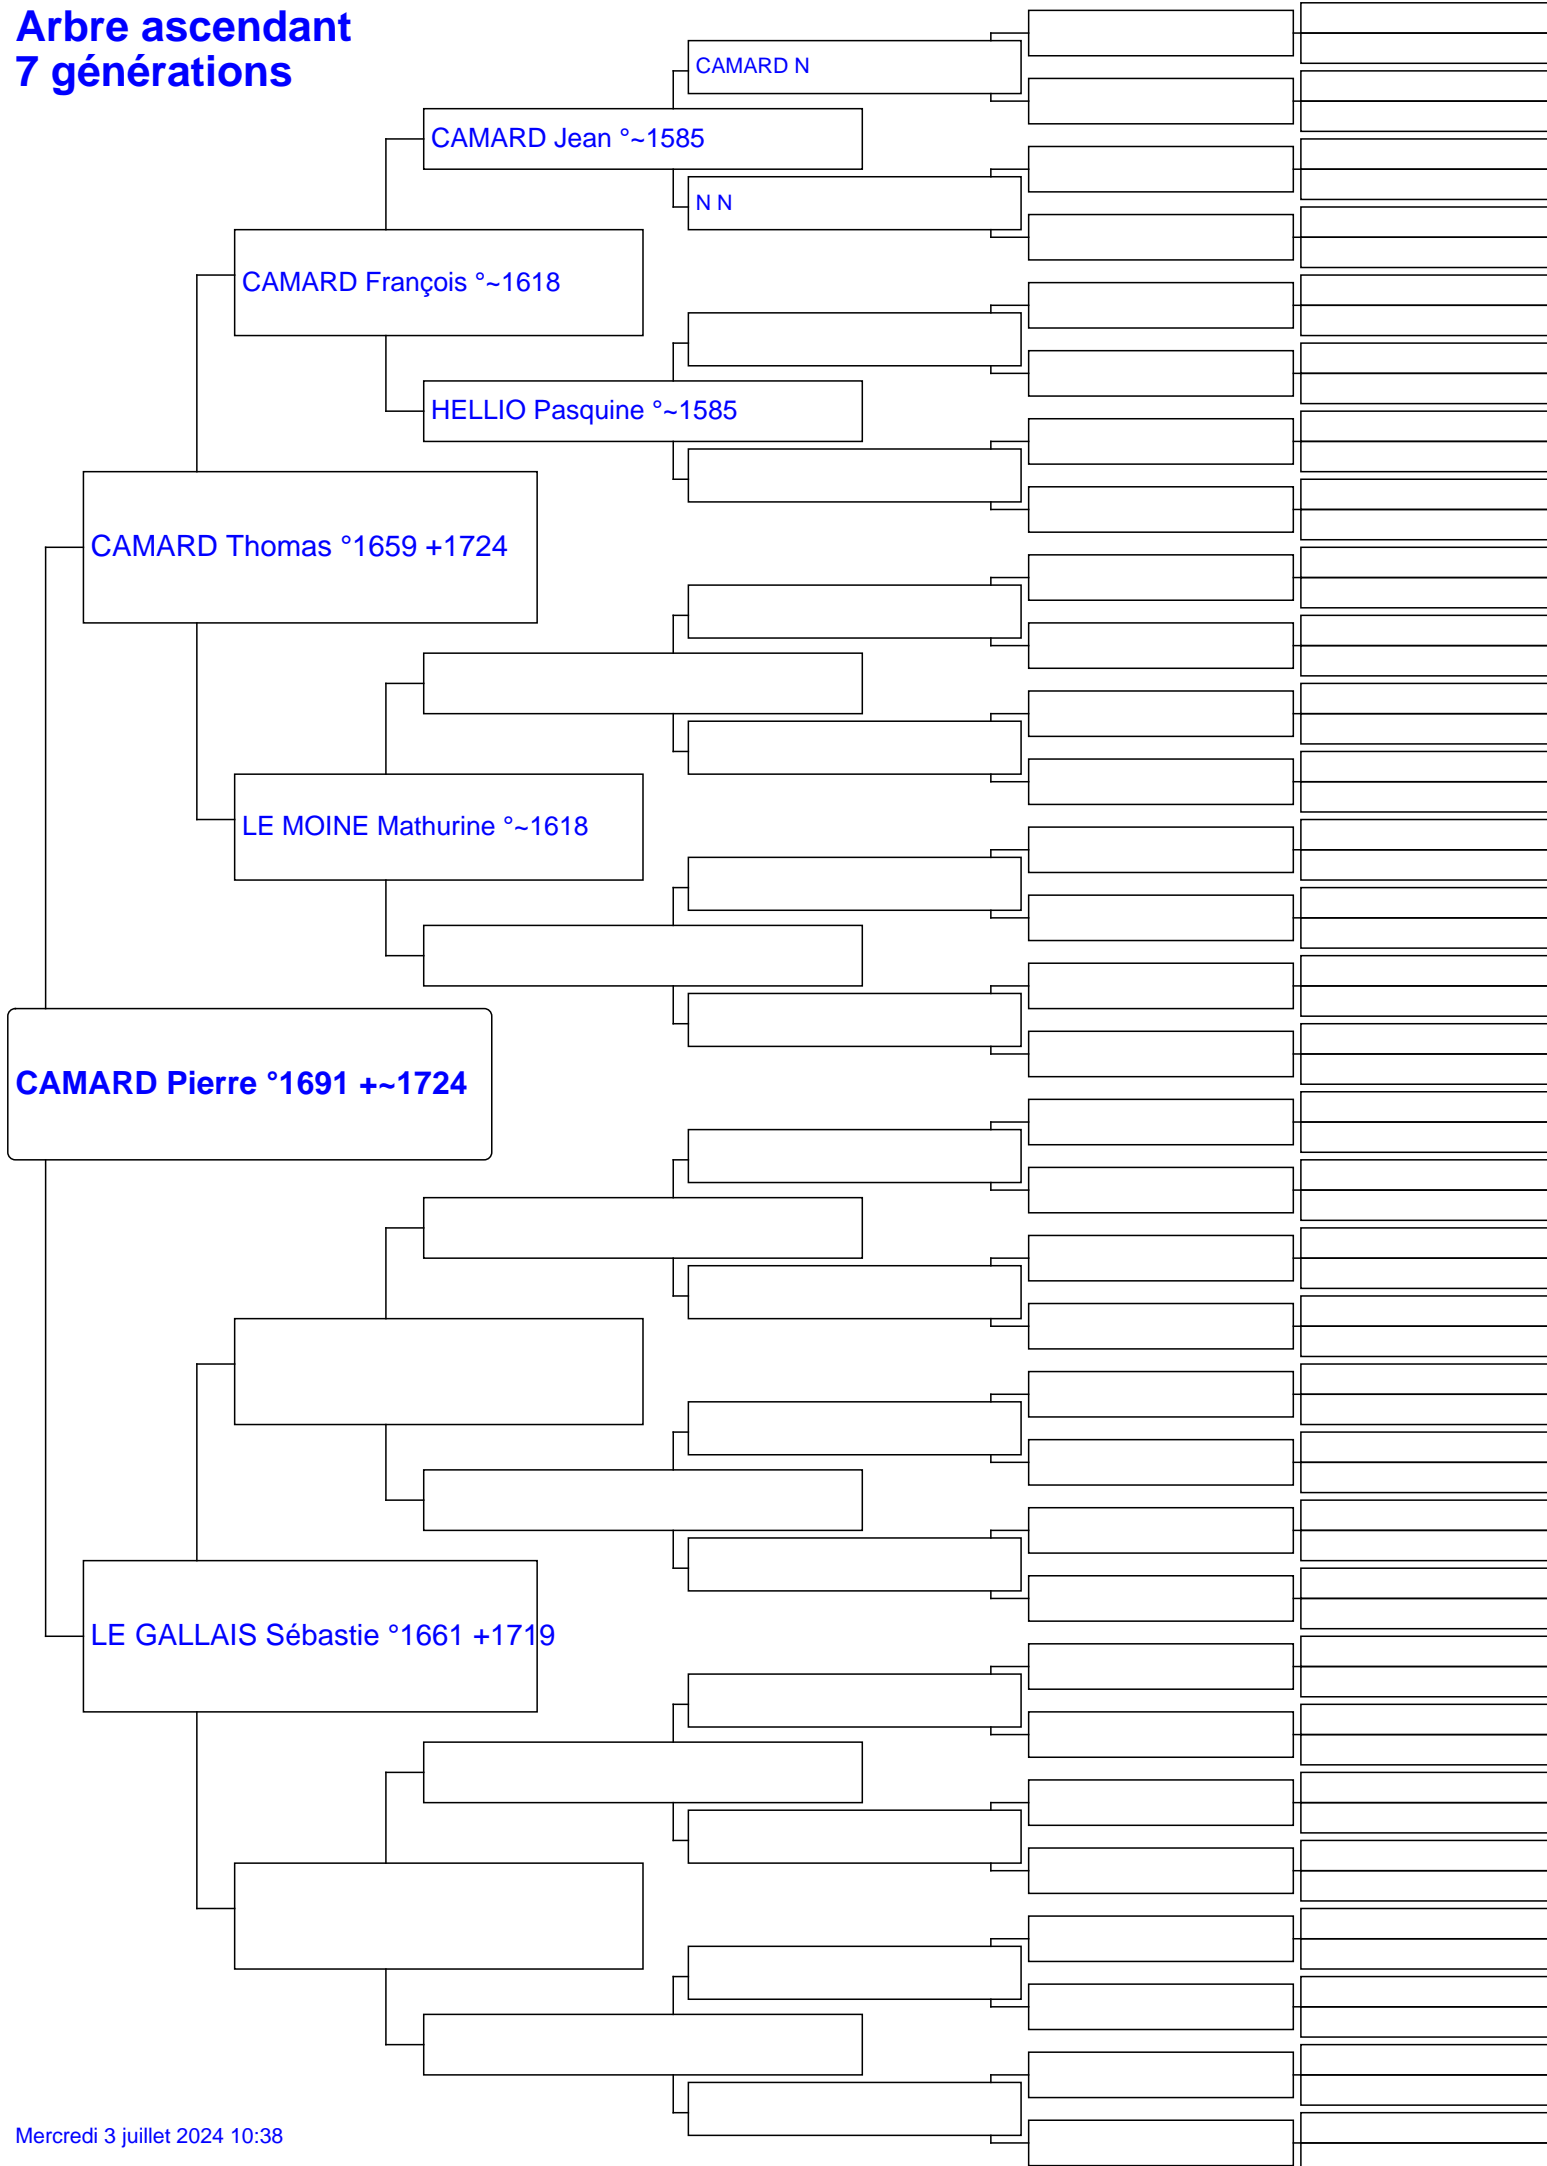 Arbre ascendant
7 générations
CAMARD N
CAMARD Jean °~1585
N N
CAMARD François °~1618
HELLIO Pasquine °~1585
CAMARD Thomas °1659 +1724
LE MOINE Mathurine °~1618
CAMARD Pierre °1691 +~1724
LE GALLAIS Sébastie °1661 +1719
Mercredi 3 juillet 2024 10:38